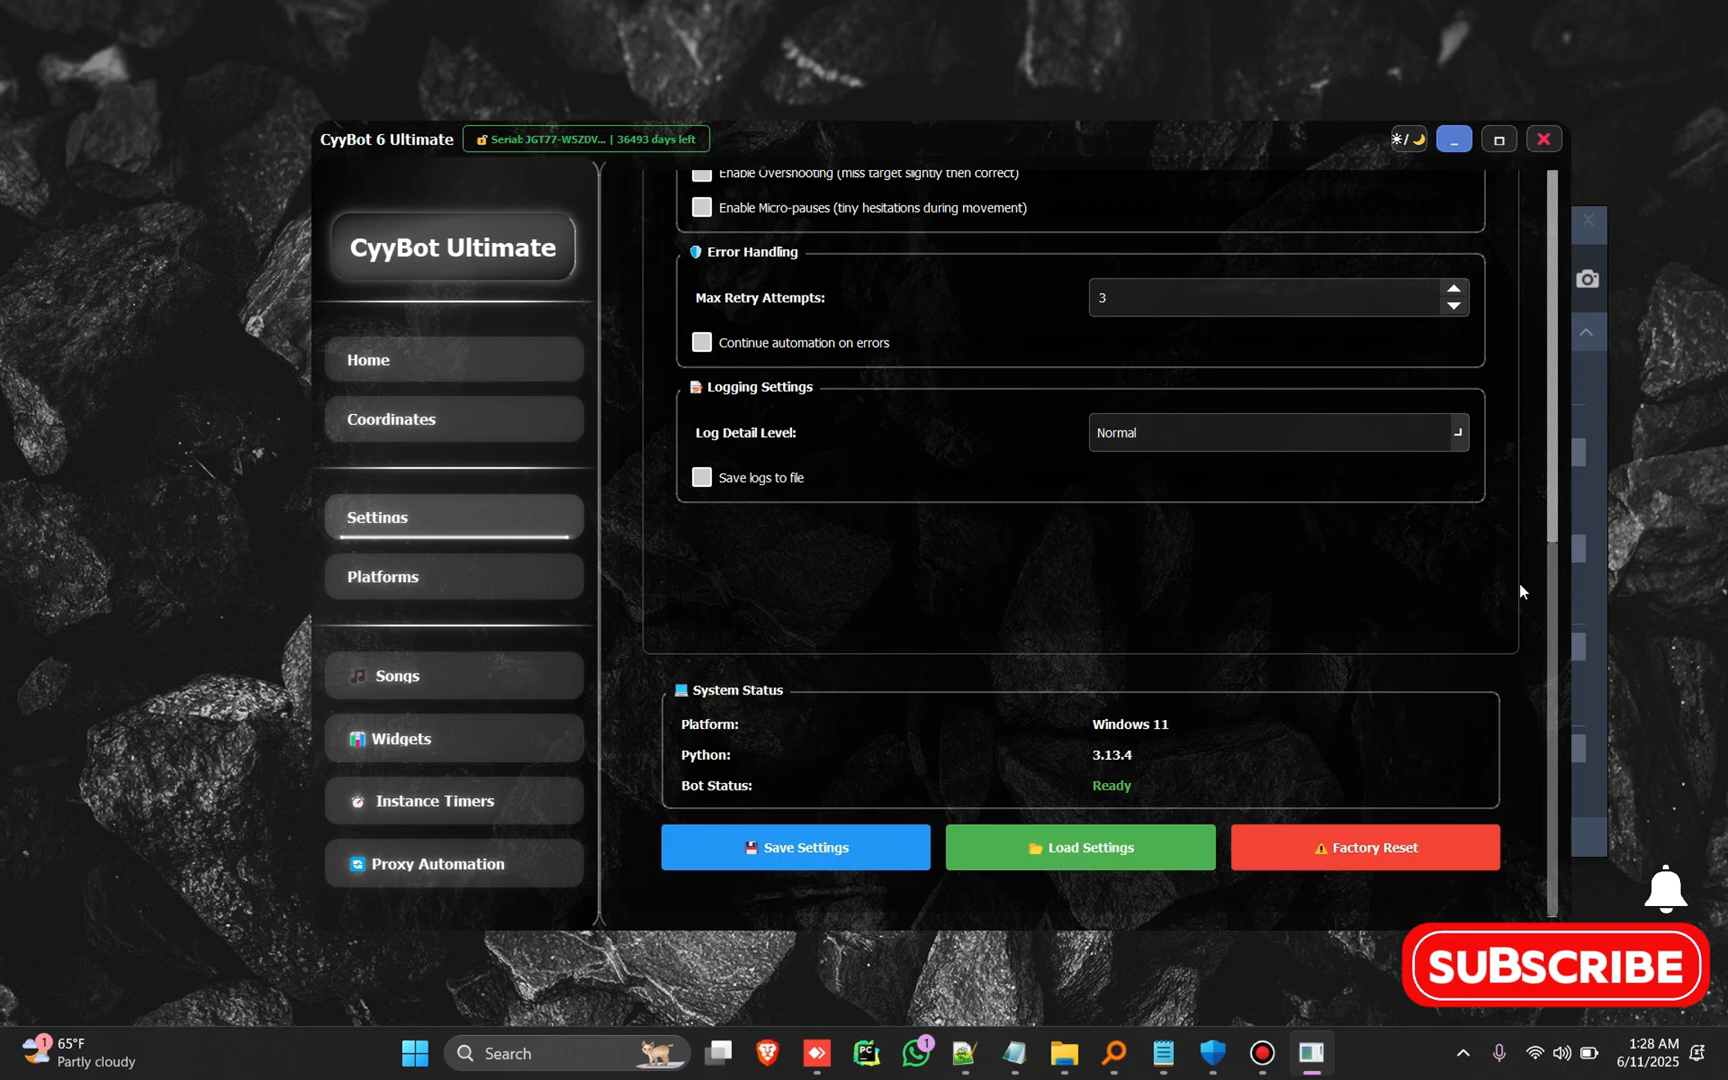 CyyBot 6 Ultimate
Serial: JGT77-W5ZDV... | 36493 days left
CyyBot Ultimate
Home
Coordinates
Settings
Platforms
Songs
Widgets
Instance Timers
Proxy Automation
Enable Overshooting (miss target slightly then correct)
Enable Micro-pauses (tiny hesitations during movement)
Error Handling
Max Retry Attempts:
3
Continue automation on errors
Logging Settings
Log Detail Level:
Normal
Save logs to file
System Status
Platform:
Windows 11
Python:
3.13.4
Bot Status:
Ready
Save Settings
Load Settings
Factory Reset
SUBSCRIBE
1
65°F
Partly cloudy
Search
PC
1
1:28 AM
6/11/2025